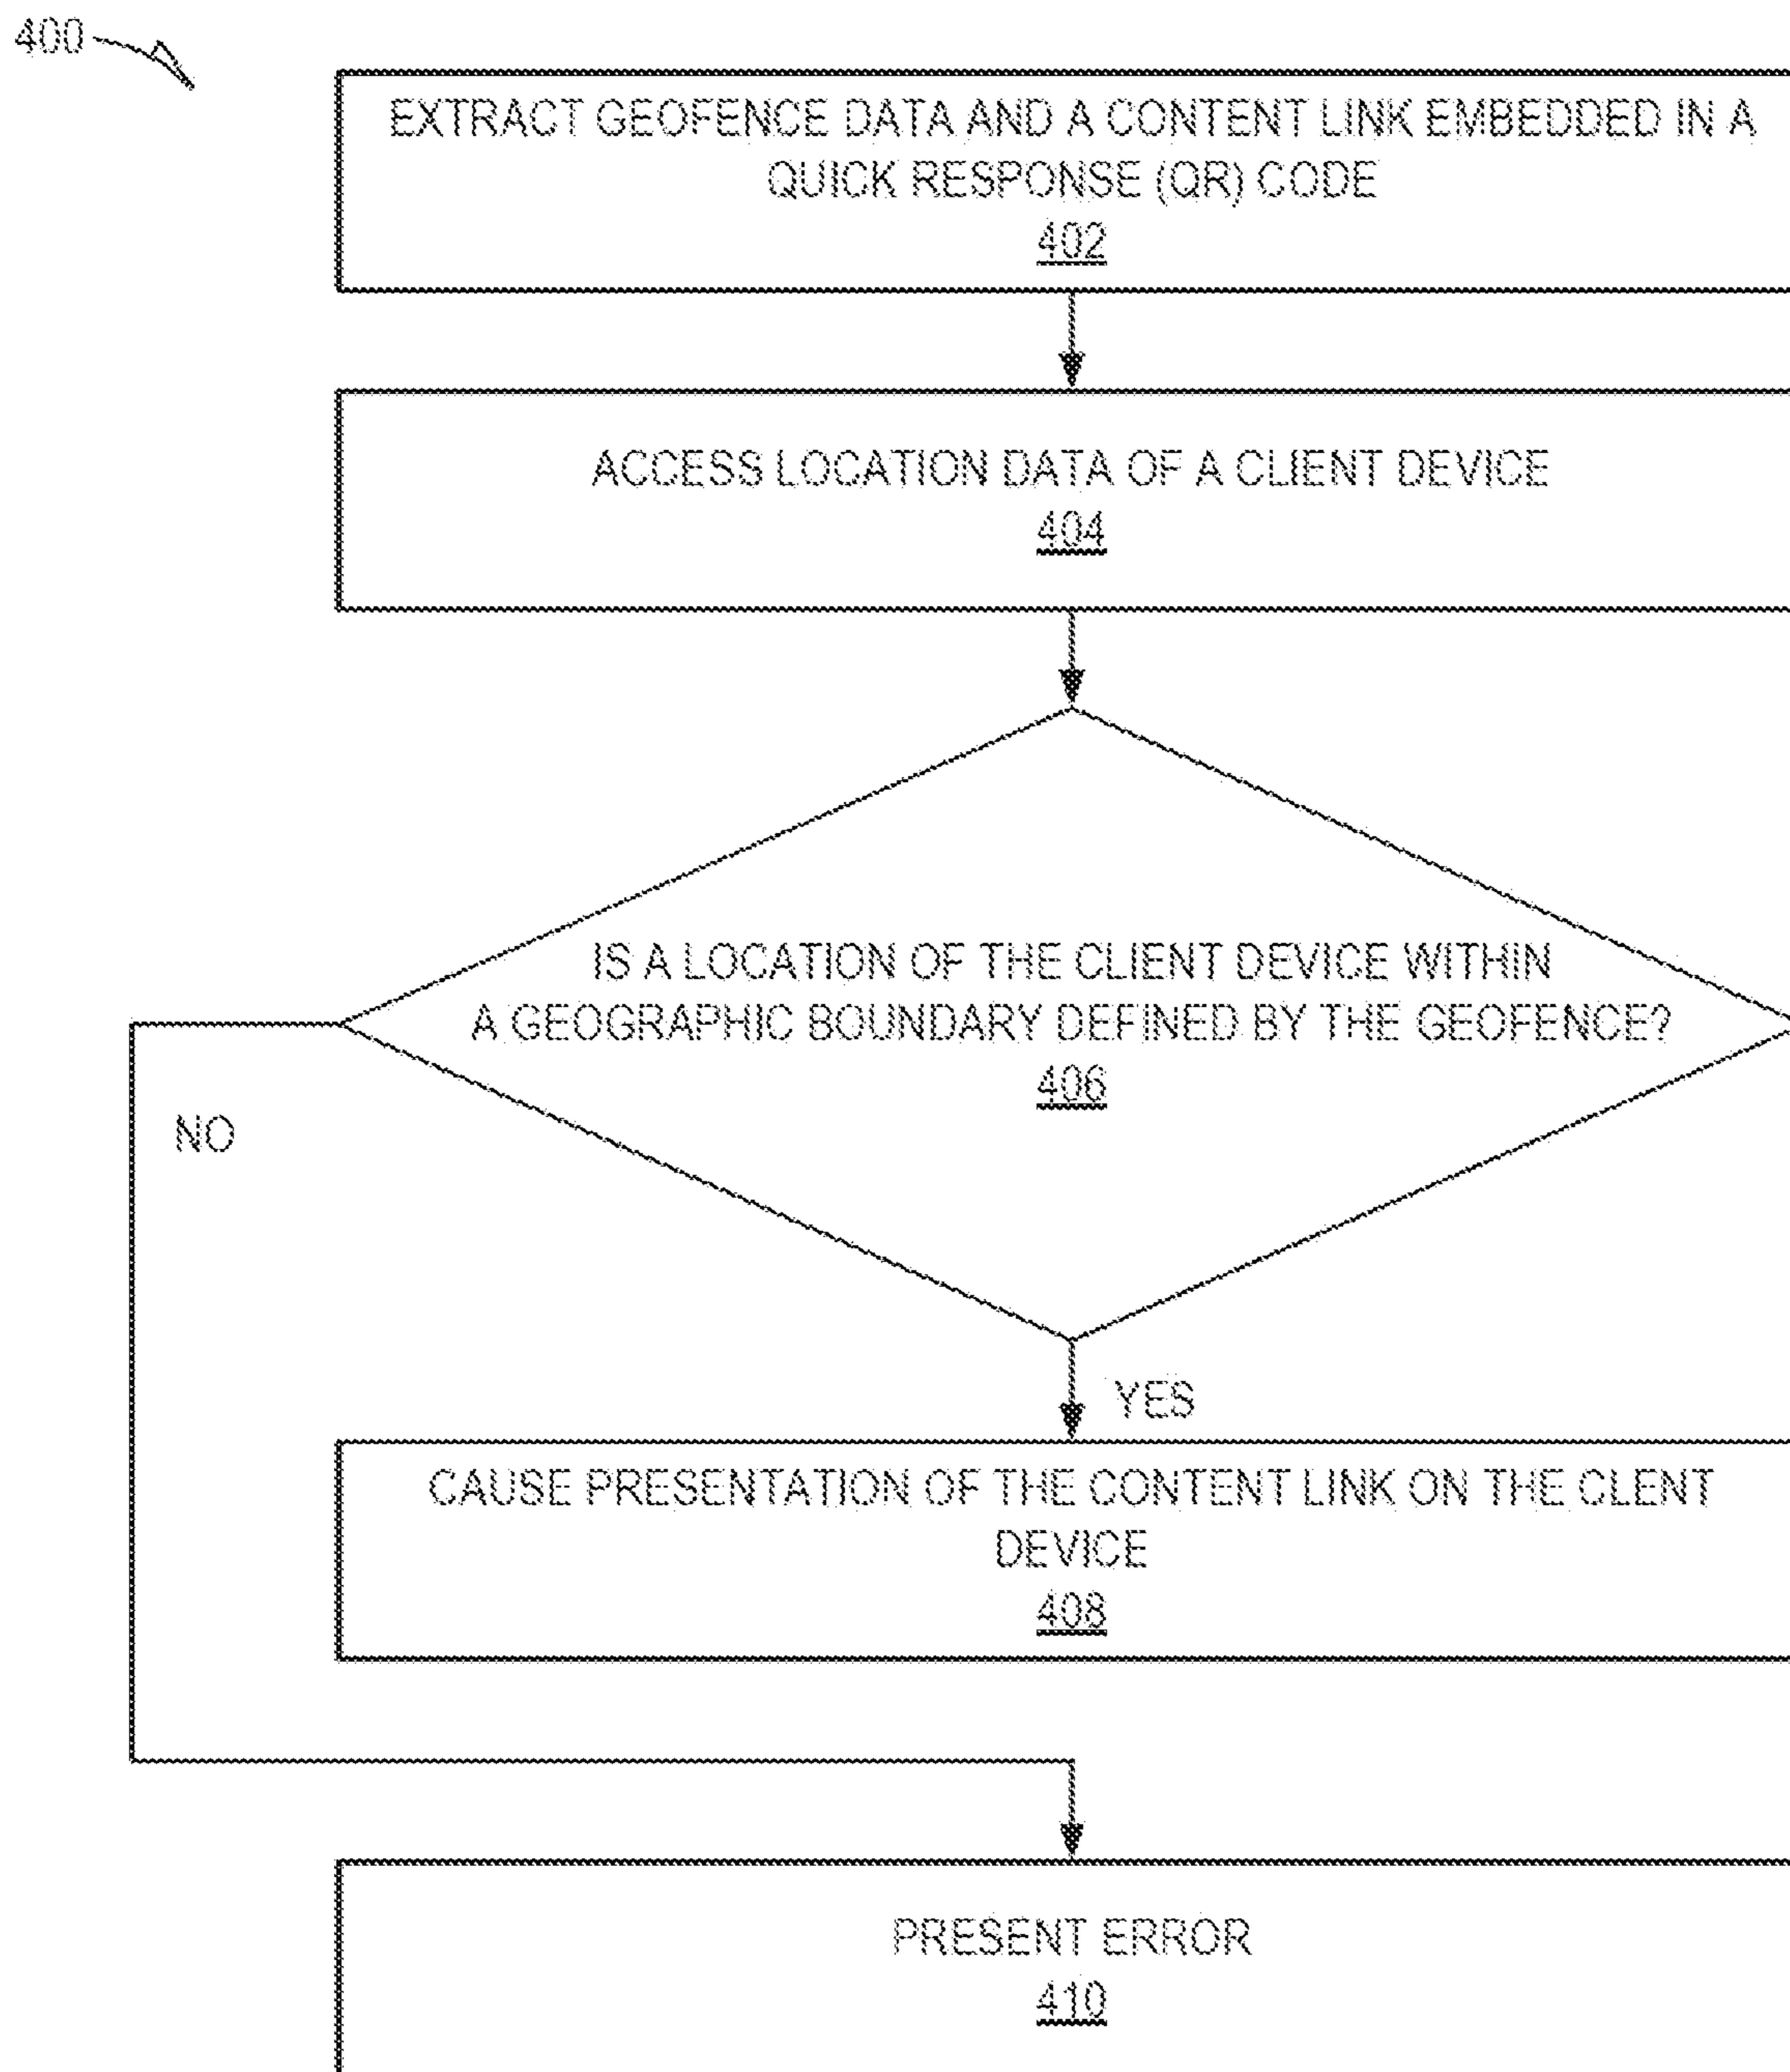 400
EXTRACT GEOFENCE DATA AND A CONTENT LINK EMBEDDED IN A
QUICK RESPONSE (QR) CODE
402
ACCESS LOCATION DATA OF A CLIENT DEVICE
404
IS A LOCATION OF THE CLIENT DEVICE WITHIN
A GEOGRAPHIC BOUNDARY DEFINED BY THE GEOFENCE?
406
NO
YES
CAUSE PRESENTATION OF THE CONTENT LINK ON THE CLENT
DEVICE
408
PRESENT ERROR
410